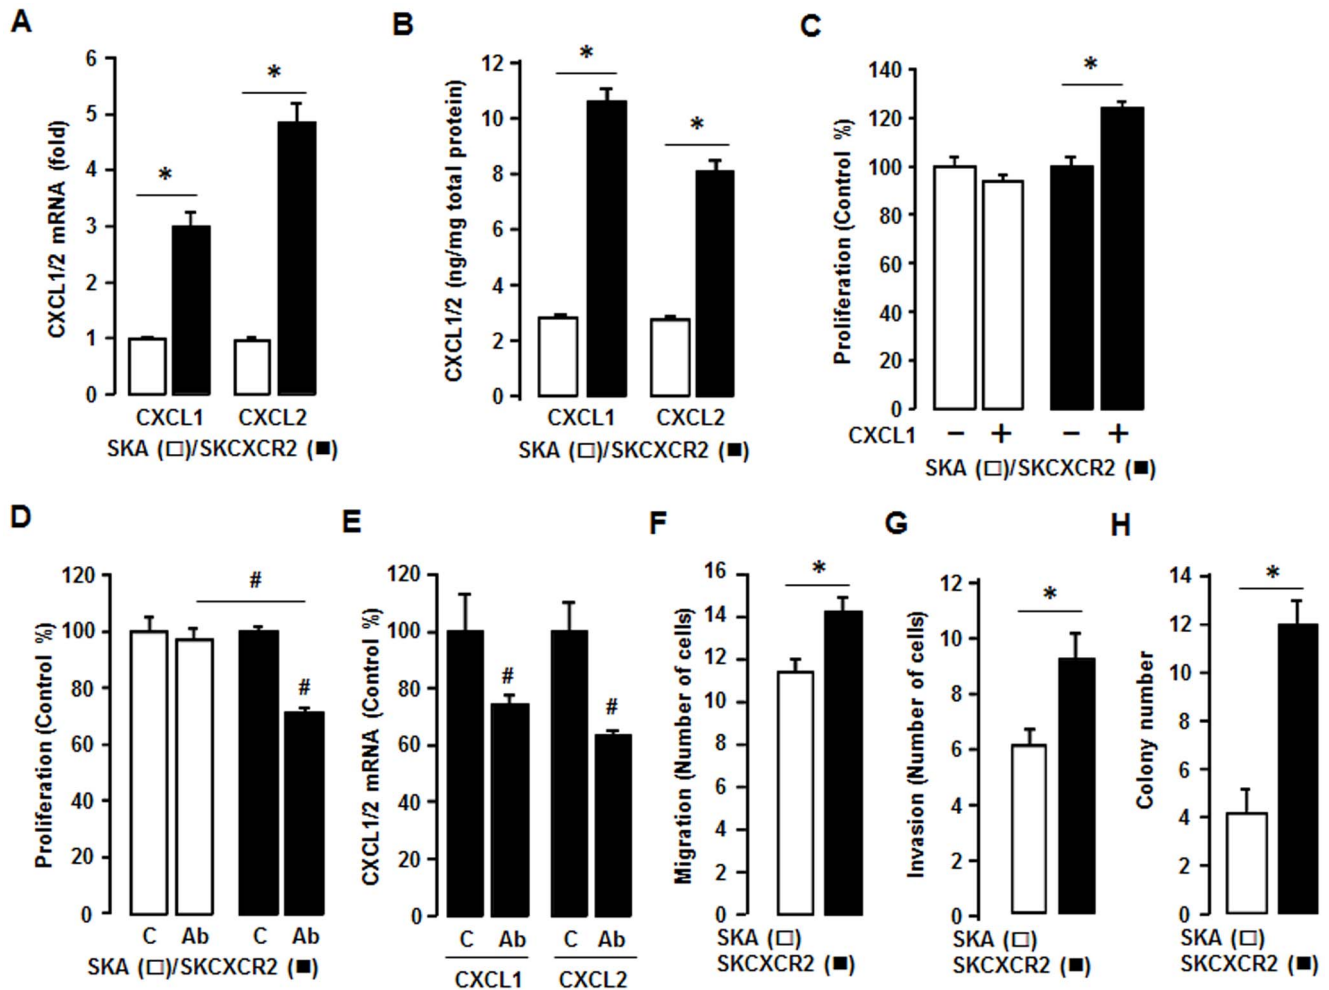 A
CXCL1/2 mRNA (fold)
6
5
4
3
2
1
0
*
*
CXCL1 CXCL2
SKA (□)/SKCXCR2 (■)
B
CXCL1/2 (ng/mg total protein)
12
10
8
6
4
2
0
*
*
CXCL1 CXCL2
SKA (□)/SKCXCR2 (■)
C
Proliferation (Control %)
140
120
100
80
60
40
20
0
*
CXCL1 − + − +
SKA (□)/SKCXCR2 (■)
D
Proliferation (Control %)
120
100
80
60
40
20
0
#
#
C Ab C Ab
SKA (□)/SKCXCR2 (■)
E
CXCL1/2 mRNA (Control %)
120
100
80
60
40
20
0
#
#
C Ab C Ab
CXCL1 CXCL2
F
Migration (Number of cells)
16
14
12
10
8
6
4
2
0
*
SKA (□)
SKCXCR2 (■)
G
Invasion (Number of cells)
12
10
8
6
4
2
0
*
SKA (□)
SKCXCR2 (■)
H
Colony number
14
12
10
8
6
4
2
0
*
SKA (□)
SKCXCR2 (■)